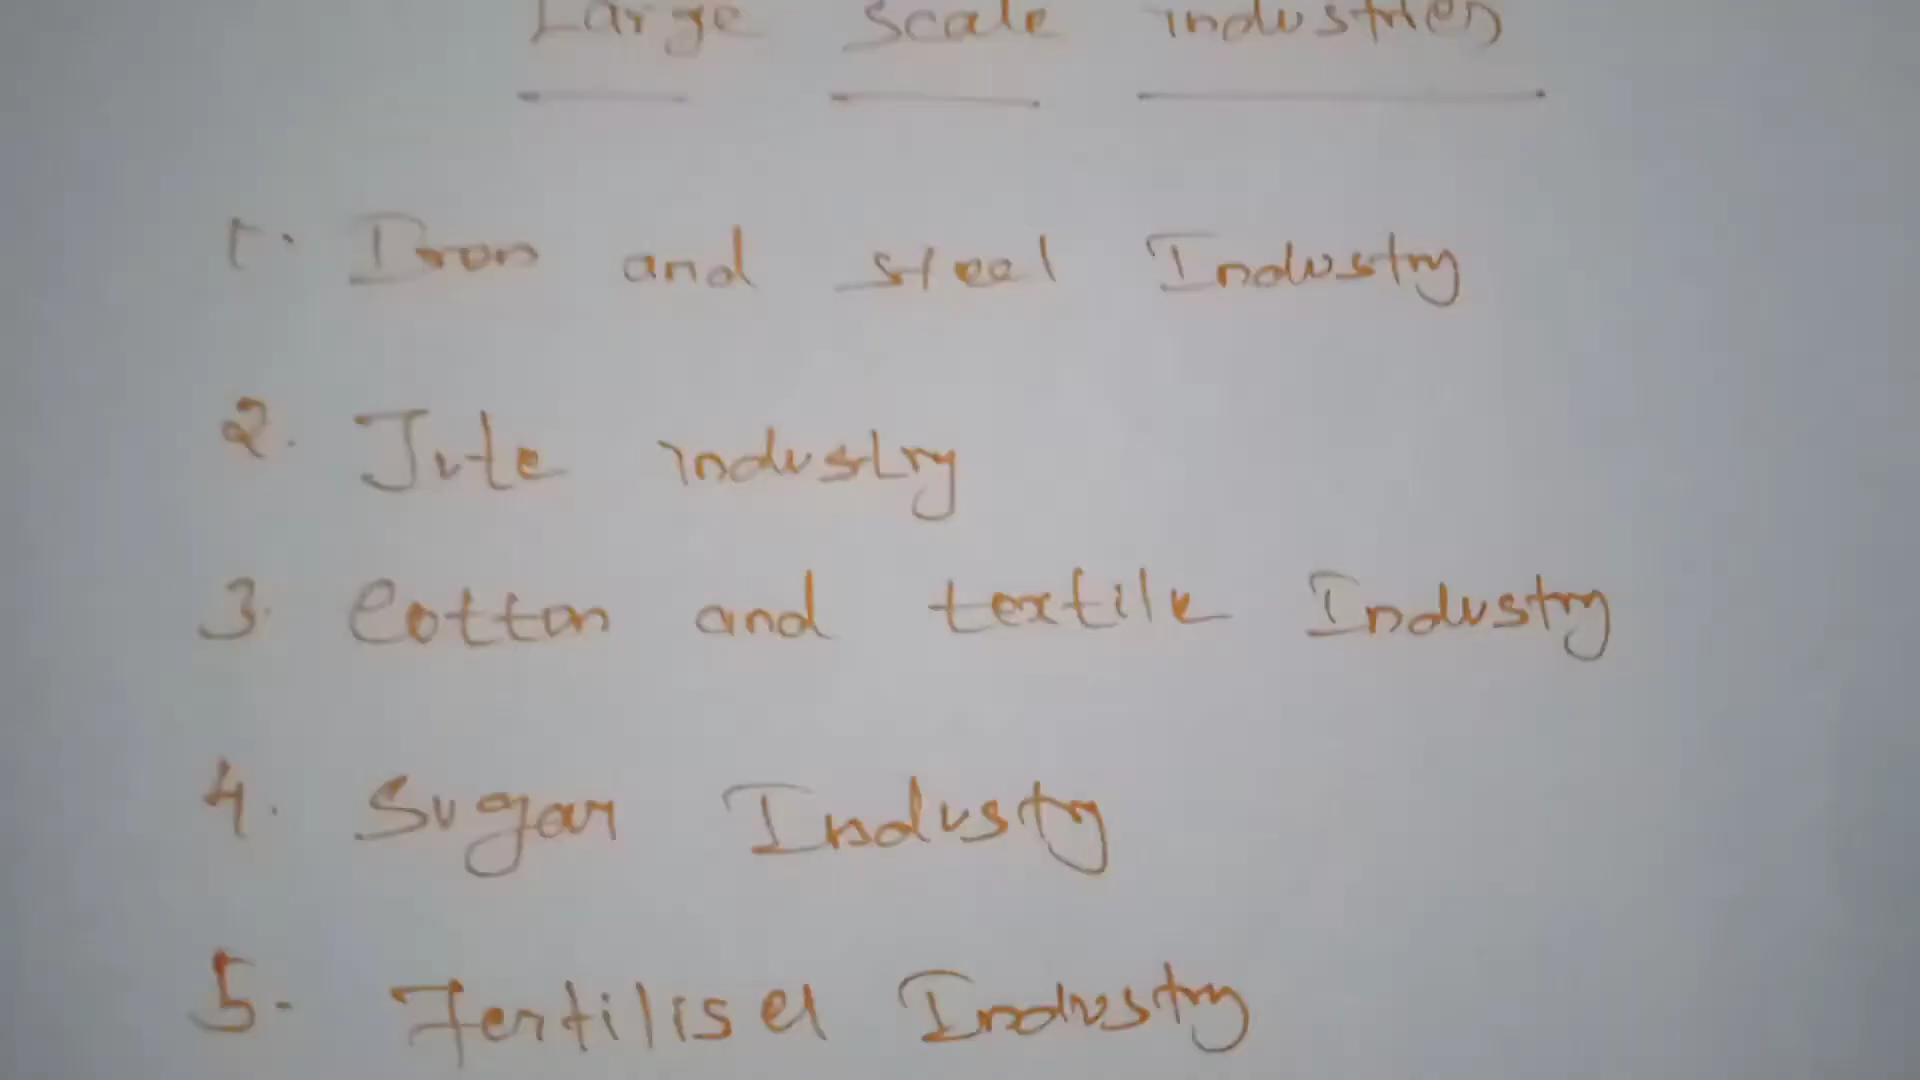 Large Scale industries
1. Iron and steel Industry
2. Jute industry
3. Cotton and textile Industry
4. Sugar Industry
5. Fertiliser Industry